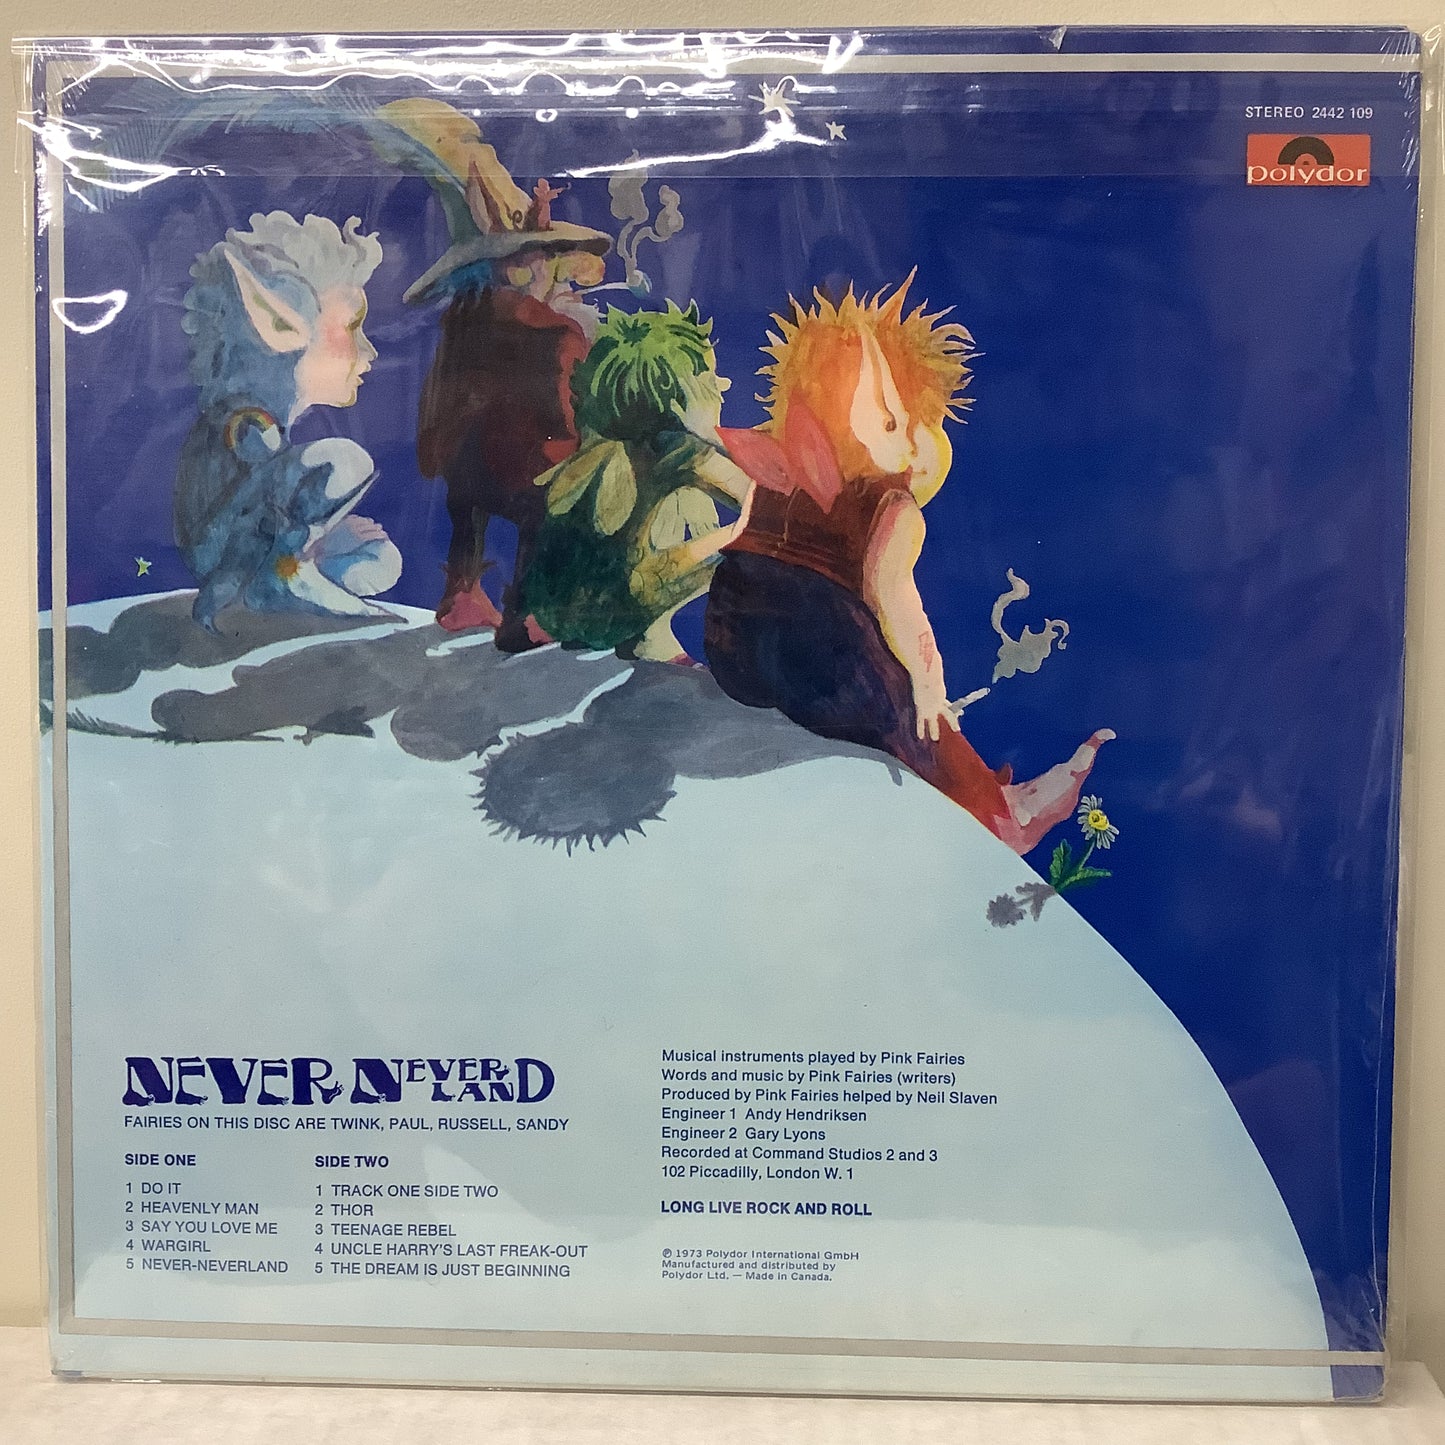 STEREO 2442 109
polydor
NEVER NEVER LAND
FAIRIES ON THIS DISC ARE TWINK, PAUL, RUSSELL, SANDY
SIDE ONE
1 DO IT
2 HEAVENLY MAN
3 SAY YOU LOVE ME
4 WARGIRL
5 NEVER-NEVERLAND
SIDE TWO
1 TRACK ONE SIDE TWO
2 THOR
3 TEENAGE REBEL
4 UNCLE HARRY'S LAST FREAK-OUT
5 THE DREAM IS JUST BEGINNING
Musical instruments played by Pink Fairies
Words and music by Pink Fairies (writers)
Produced by Pink Fairies helped by Neil Slaven
Engineer 1 Andy Hendriksen
Engineer 2 Gary Lyons
Recorded at Command Studios 2 and 3
102 Piccadilly, London W. 1
LONG LIVE ROCK AND ROLL
℗ 1973 Polydor International GmbH
Manufactured and distributed by
Polydor Ltd. — Made in Canada.